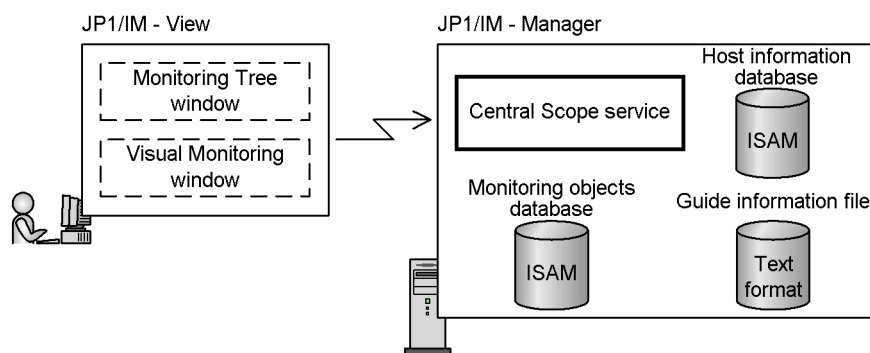 JP1/IM - View
Monitoring Tree
window
Visual Monitoring
window
JP1/IM - Manager
Central Scope service
Host information
database
ISAM
Monitoring objects
database
ISAM
Guide information file
Text
format